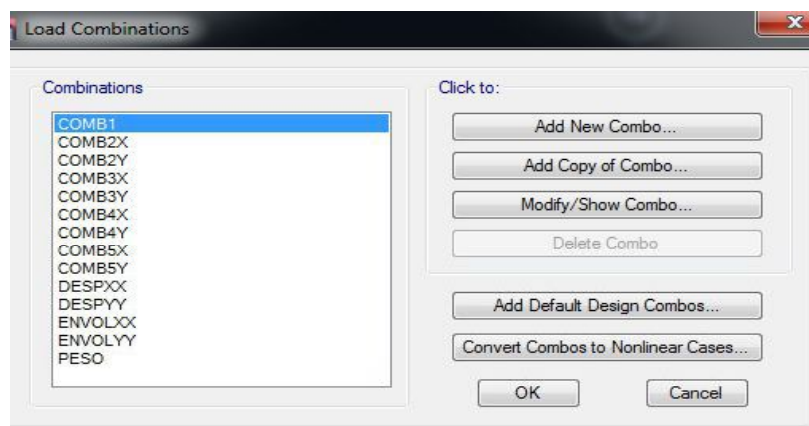 Load Combinations
Combinations
COMB1
COMB2X
COMB2Y
COMB3X
COMB3Y
COMB4X
COMB4Y
COMB5X
COMB5Y
DESPXX
DESPYY
ENVOLXX
ENVOLYY
PESO
Click to:
Add New Combo...
Add Copy of Combo...
Modify/Show Combo...
Delete Combo
Add Default Design Combos...
Convert Combos to Nonlinear Cases...
OK
Cancel